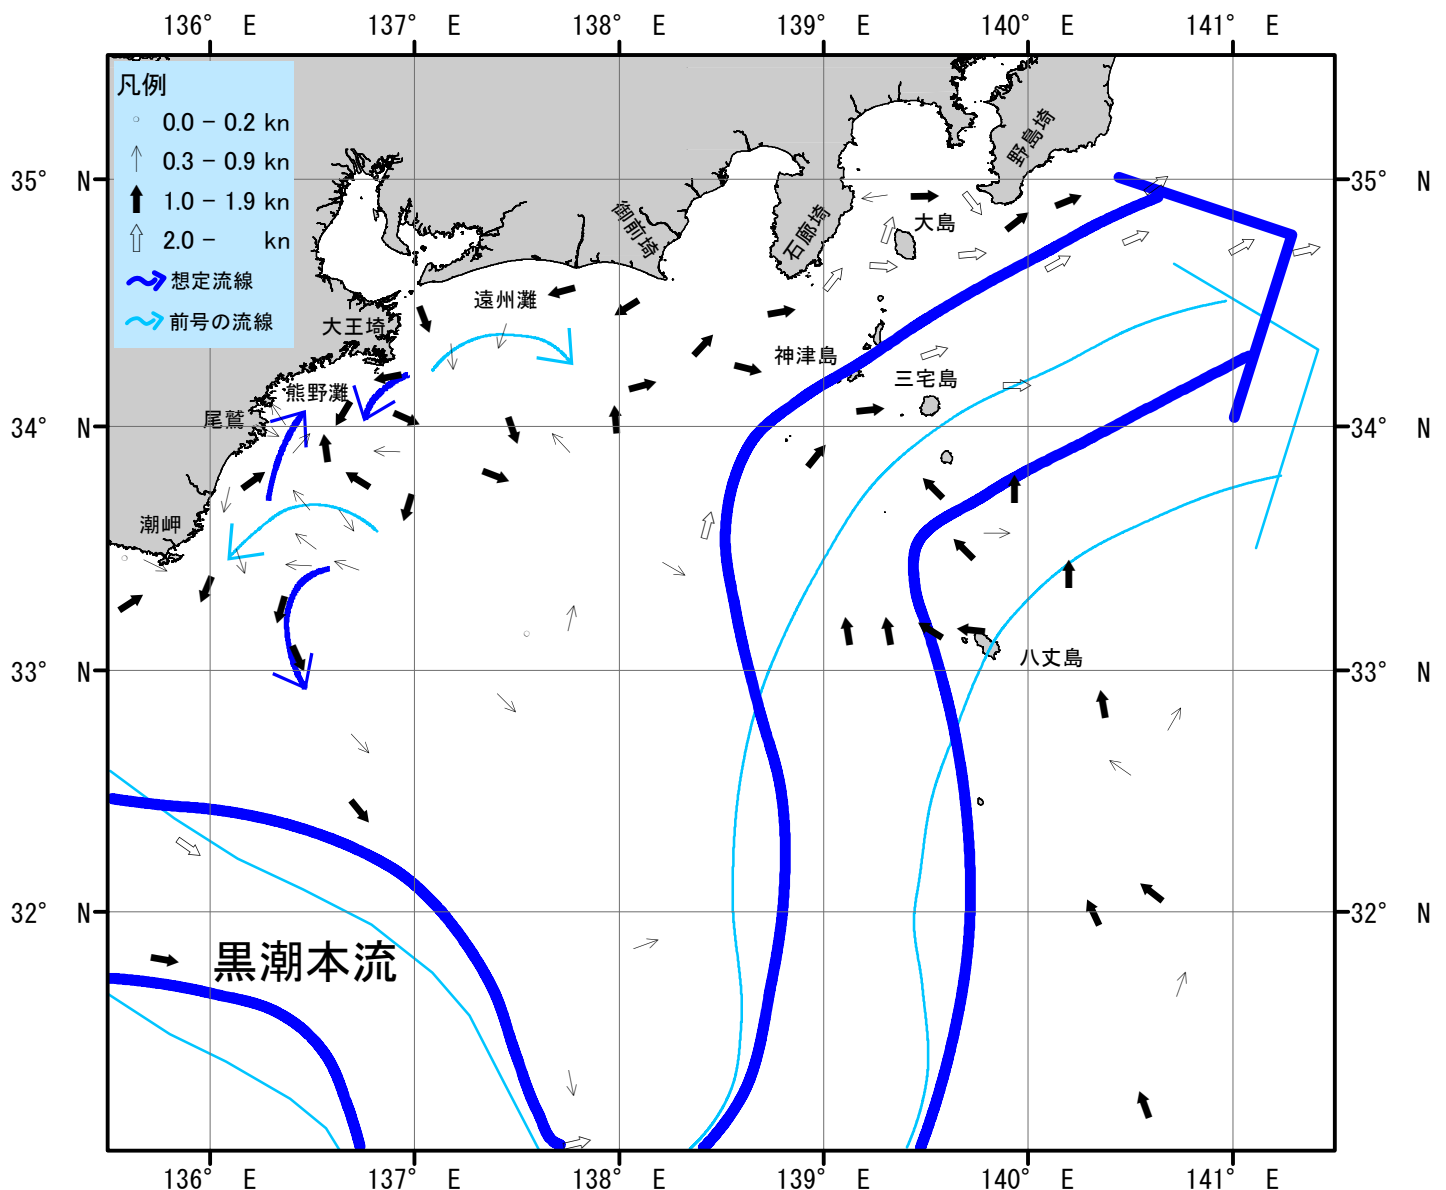 136° E 137° E 138° E 139° E 140° E 141° E
凡例
0.0 − 0.2 kn
0.3 − 0.9 kn
1.0 − 1.9 kn
2.0 − kn
想定流線
前号の流線
野島埼
35° N 35° N
御前埼
石廊埼
大島
遠州灘
大王埼
神津島
三宅島
熊野灘
尾鷲
34° N 34° N
潮岬
八丈島
33° N 33° N
32° N 32° N
黒潮本流
136° E 137° E 138° E 139° E 140° E 141° E